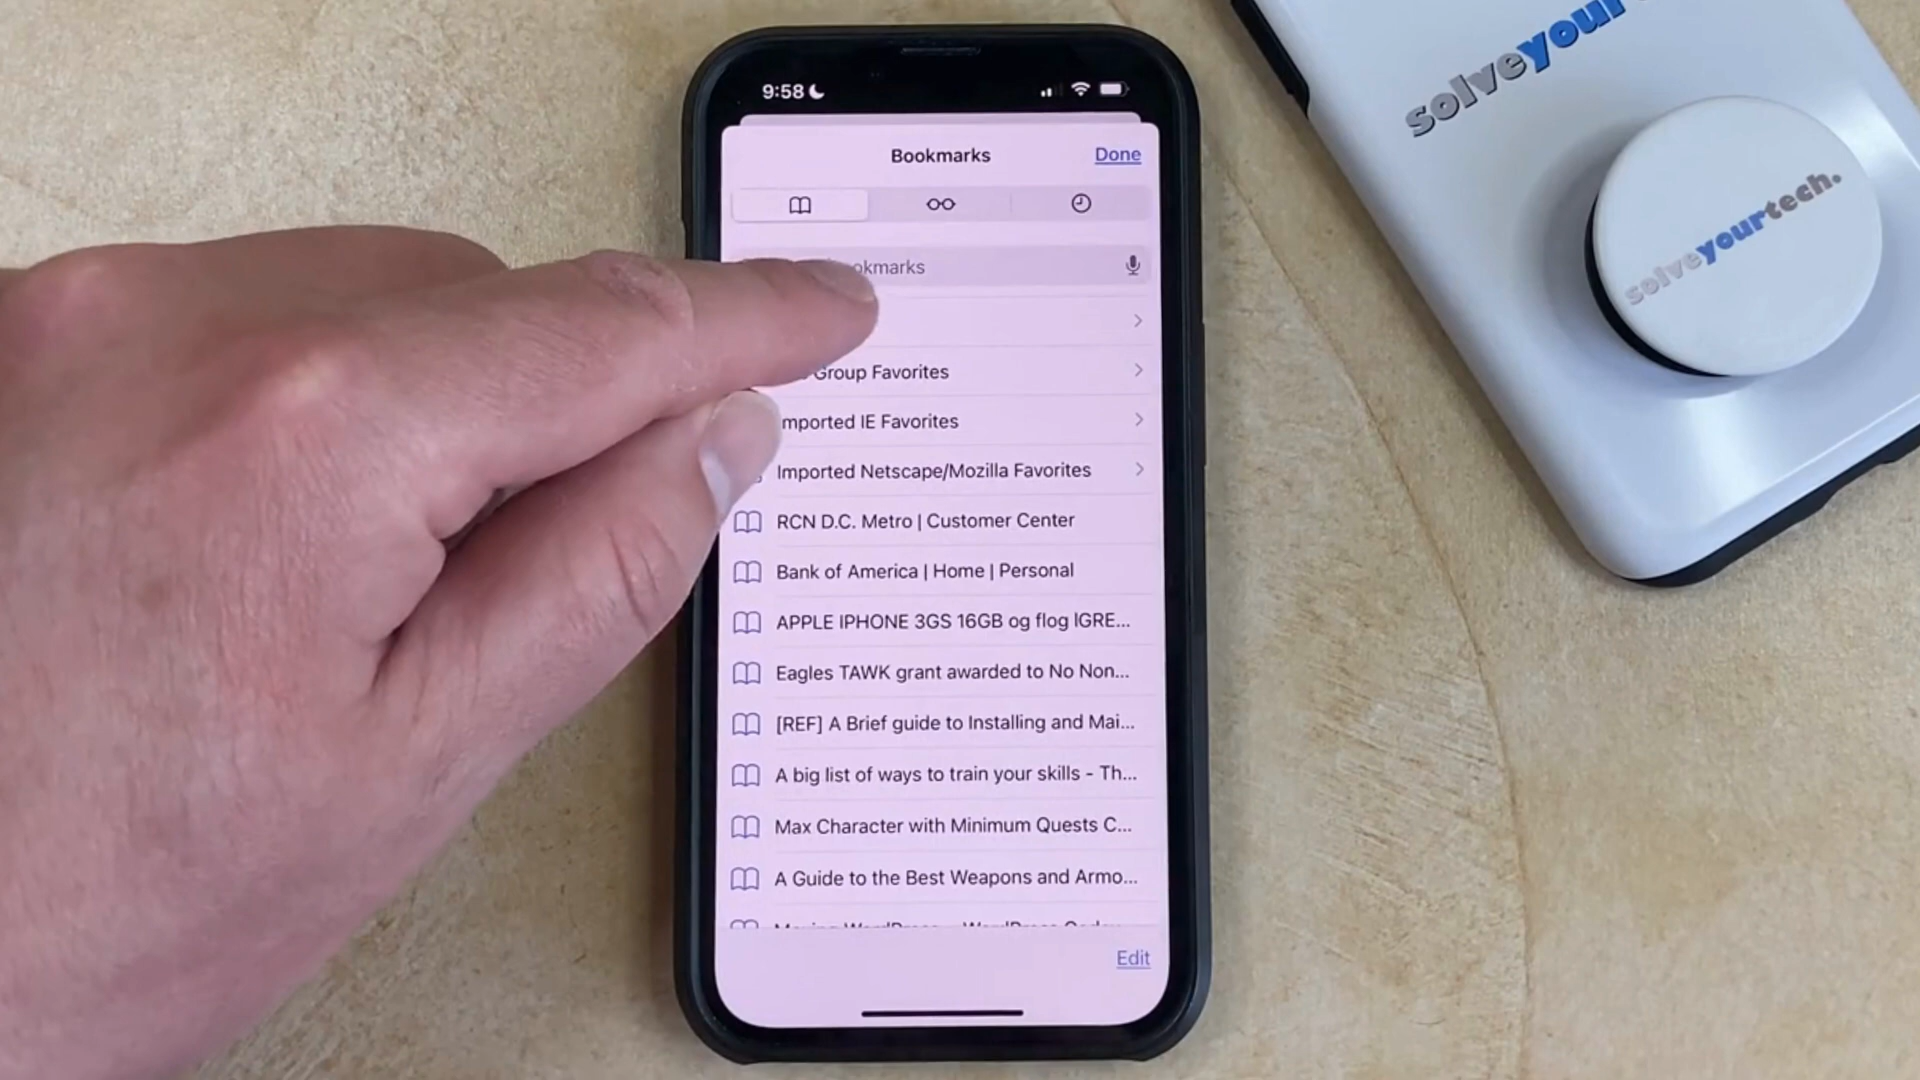 9:58
Bookmarks
Done
okmarks
Group Favorites
mported IE Favorites
Imported Netscape/Mozilla Favorites
RCN D.C. Metro | Customer Center
Bank of America | Home | Personal
APPLE IPHONE 3GS 16GB og flog IGRE...
Eagles TAWK grant awarded to No Non...
[REF] A Brief guide to Installing and Mai...
A big list of ways to train your skills - Th...
Max Character with Minimum Quests C...
A Guide to the Best Weapons and Armo...
Edit
solveyour
solveyourtech.